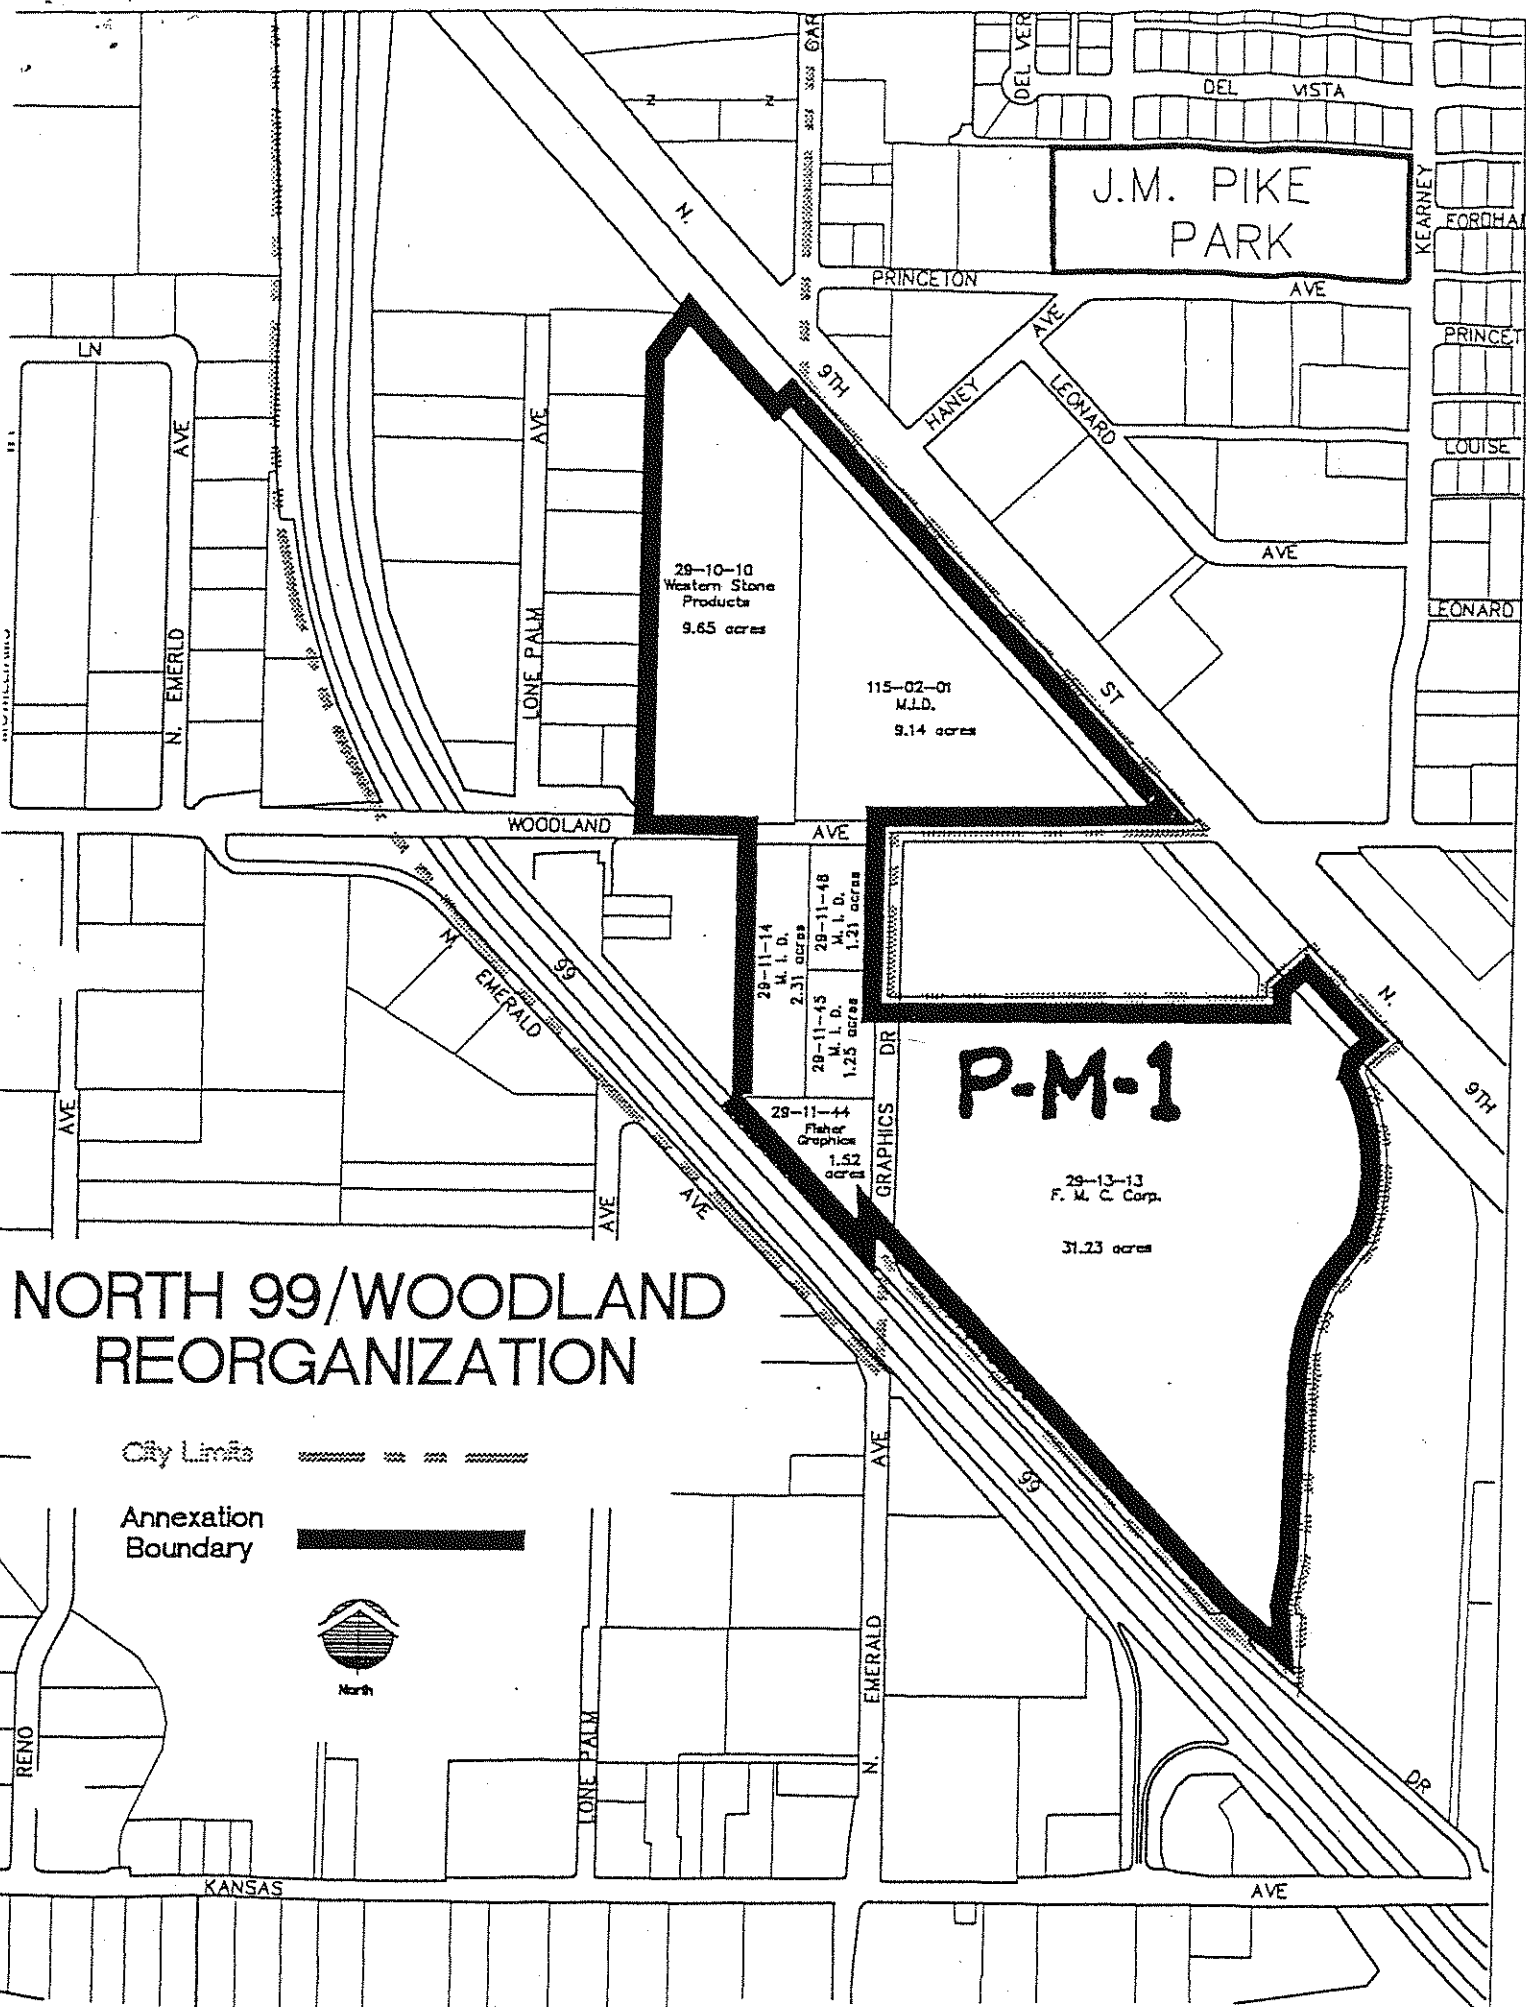 GAR
DEL VER
DEL VISTA
J.M. PIKE
PARK
KEARNEY
FORDHA
N.
PRINCETON AVE
AVE
PRINCET
LN
AVE
AVE
9TH
HANEY
LEONARD
LOUISE
AVE
29-10-10
Western Stone
Products
9.65 acres
LEONARD
N. EMERLD
LONE PALM
115-02-01
M.I.D.
9.14 acres
ST
WOODLAND AVE
29-11-14
M. I. D.
2.31 acres
29-11-48
M. I. D.
1.21 acres
29-11-45
M. I. D.
1.25 acres
N.
EMERALD
99
N.
9TH
GRAPHICS DR
P-M-1
29-11-44
Fisher
Graphics
1.52
acres
AVE
AVE
AVE
29-13-13
F. M. C. Corp.
31.23 acres
NORTH 99/WOODLAND
REORGANIZATION
City Limits
AVE
99
Annexation
Boundary
North
N. EMERALD
RENO
LONE PALM
DR
KANSAS
AVE